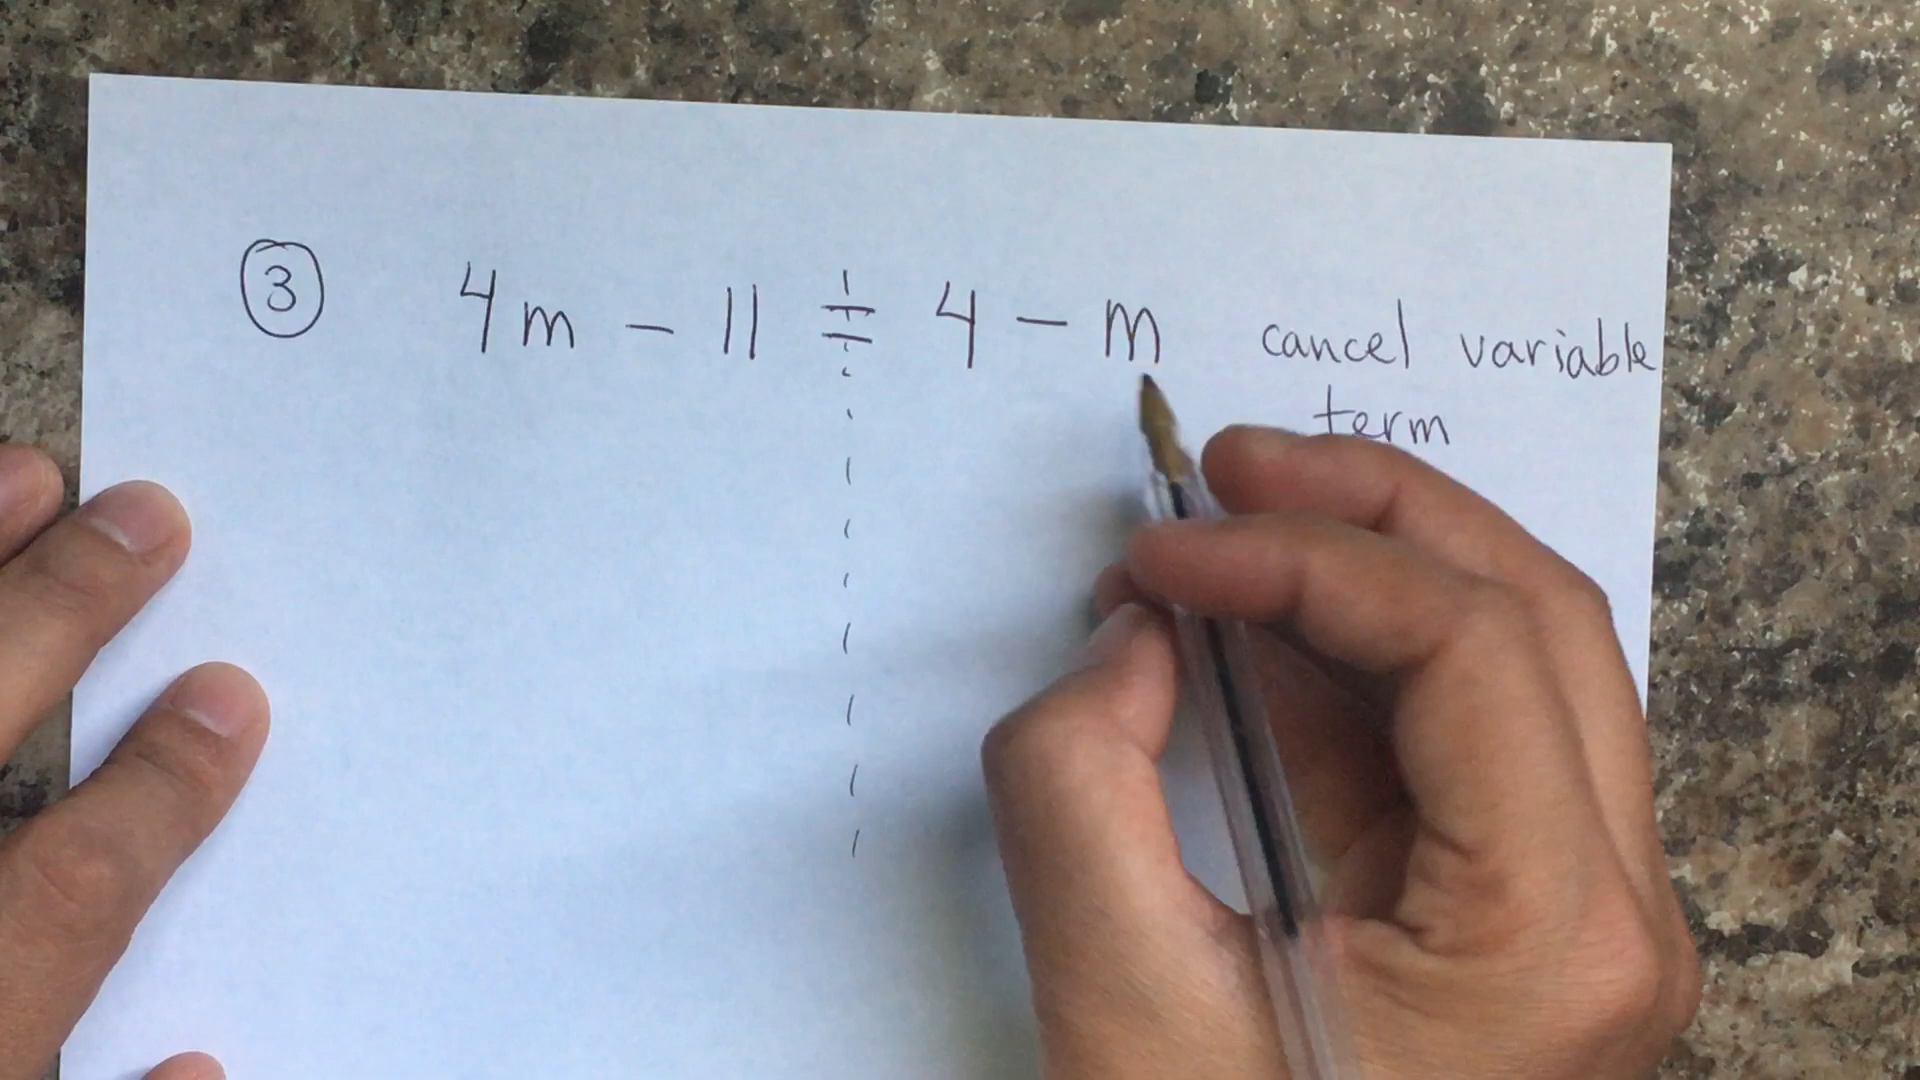 ③ 4m - 11 = 4 - m cancel variable
term